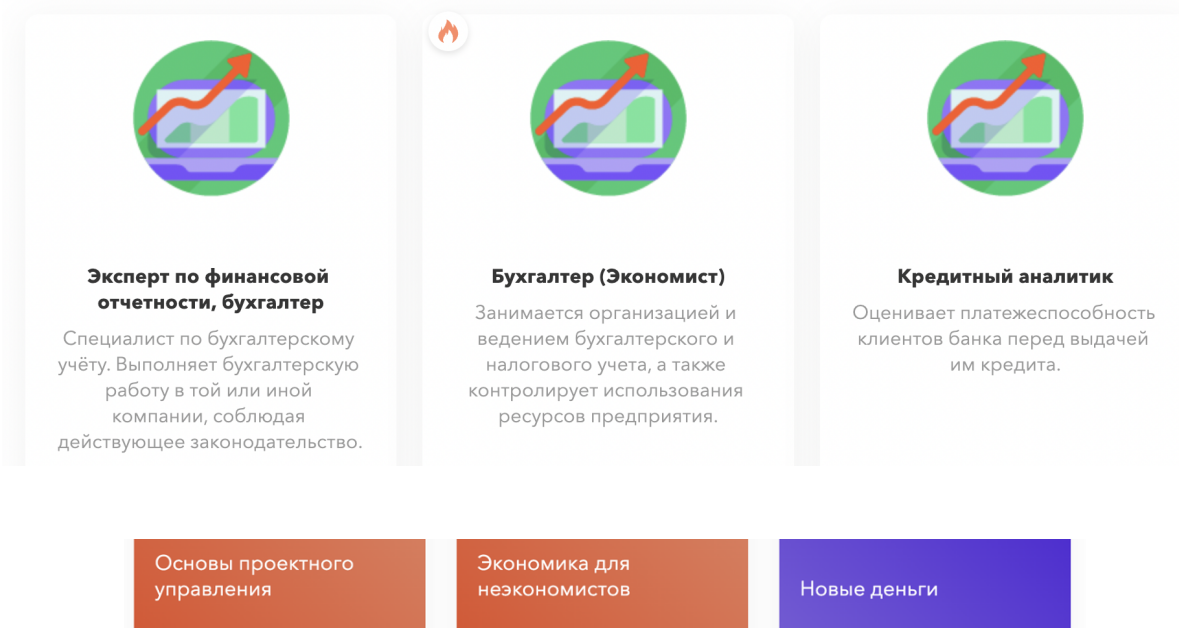 Эксперт по финансовой
отчетности, бухгалтер
Специалист по бухгалтерскому
учёту. Выполняет бухгалтерскую
работу в той или иной
компании, соблюдая
действующее законодательство.
Бухгалтер (Экономист)
Занимается организацией и
ведением бухгалтерского и
налогового учета, а также
контролирует использования
ресурсов предприятия.
Кредитный аналитик
Оценивает платежеспособность
клиентов банка перед выдачей
им кредита.
Основы проектного
управления
Экономика для
неэкономистов
Новые деньги